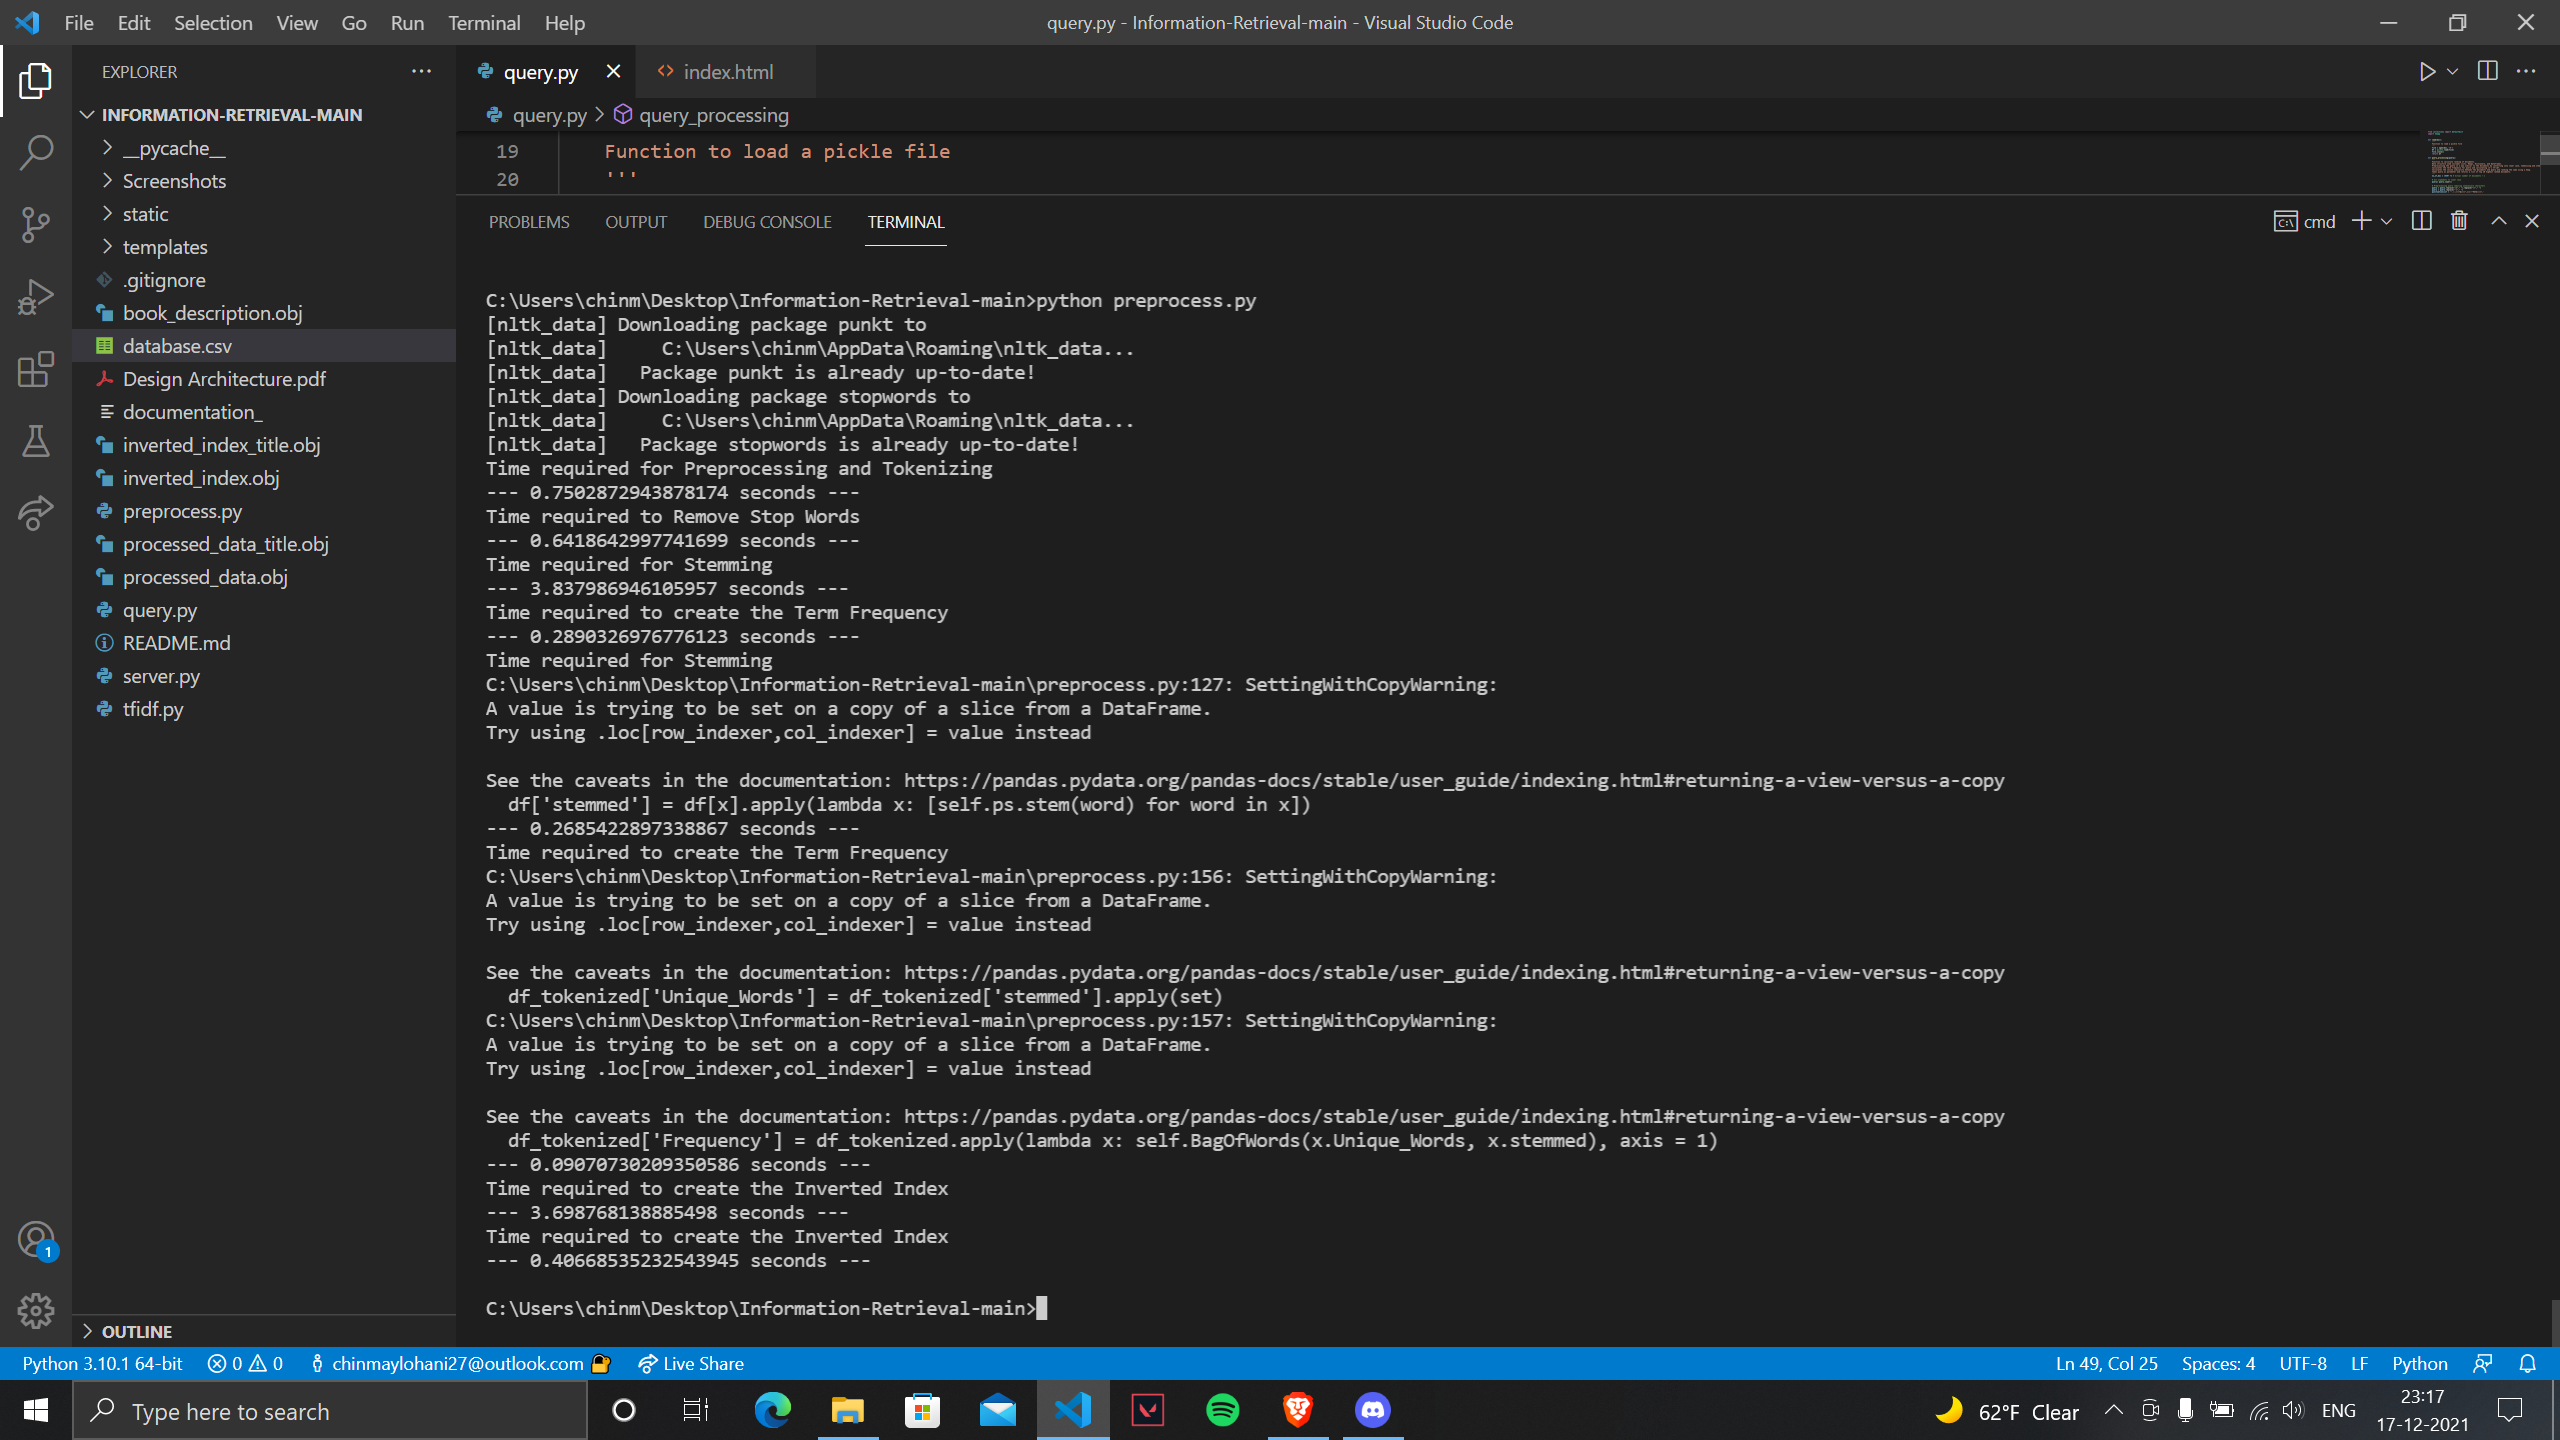 File Edit Selection View Go Run Terminal Help
query.py - Information-Retrieval-main - Visual Studio Code
EXPLORER
INFORMATION-RETRIEVAL-MAIN
__pycache__
Screenshots
static
templates
.gitignore
book_description.obj
database.csv
Design Architecture.pdf
documentation_
inverted_index_title.obj
inverted_index.obj
preprocess.py
processed_data_title.obj
processed_data.obj
query.py
README.md
server.py
tfidf.py
OUTLINE
query.py
index.html
query.py > query_processing
19 Function to load a pickle file
20 '''
PROBLEMS OUTPUT DEBUG CONSOLE TERMINAL
cmd
C:\Users\chinm\Desktop\Information-Retrieval-main>python preprocess.py
[nltk_data] Downloading package punkt to
[nltk_data]     C:\Users\chinm\AppData\Roaming\nltk_data...
[nltk_data]   Package punkt is already up-to-date!
[nltk_data] Downloading package stopwords to
[nltk_data]     C:\Users\chinm\AppData\Roaming\nltk_data...
[nltk_data]   Package stopwords is already up-to-date!
Time required for Preprocessing and Tokenizing
--- 0.7502872943878174 seconds ---
Time required to Remove Stop Words
--- 0.6418642997741699 seconds ---
Time required for Stemming
--- 3.837986946105957 seconds ---
Time required to create the Term Frequency
--- 0.2890326976776123 seconds ---
Time required for Stemming
C:\Users\chinm\Desktop\Information-Retrieval-main\preprocess.py:127: SettingWithCopyWarning:
A value is trying to be set on a copy of a slice from a DataFrame.
Try using .loc[row_indexer,col_indexer] = value instead
See the caveats in the documentation: https://pandas.pydata.org/pandas-docs/stable/user_guide/indexing.html#returning-a-view-versus-a-copy
  df['stemmed'] = df[x].apply(lambda x: [self.ps.stem(word) for word in x])
--- 0.2685422897338867 seconds ---
Time required to create the Term Frequency
C:\Users\chinm\Desktop\Information-Retrieval-main\preprocess.py:156: SettingWithCopyWarning:
A value is trying to be set on a copy of a slice from a DataFrame.
Try using .loc[row_indexer,col_indexer] = value instead
See the caveats in the documentation: https://pandas.pydata.org/pandas-docs/stable/user_guide/indexing.html#returning-a-view-versus-a-copy
  df_tokenized['Unique_Words'] = df_tokenized['stemmed'].apply(set)
C:\Users\chinm\Desktop\Information-Retrieval-main\preprocess.py:157: SettingWithCopyWarning:
A value is trying to be set on a copy of a slice from a DataFrame.
Try using .loc[row_indexer,col_indexer] = value instead
See the caveats in the documentation: https://pandas.pydata.org/pandas-docs/stable/user_guide/indexing.html#returning-a-view-versus-a-copy
  df_tokenized['Frequency'] = df_tokenized.apply(lambda x: self.BagOfWords(x.Unique_Words, x.stemmed), axis = 1)
--- 0.09070730209350586 seconds ---
Time required to create the Inverted Index
--- 3.698768138885498 seconds ---
Time required to create the Inverted Index
--- 0.40668535232543945 seconds ---
C:\Users\chinm\Desktop\Information-Retrieval-main>
1
Python 3.10.1 64-bit 0 0 chinmaylohani27@outlook.com Live Share
Ln 49, Col 25 Spaces: 4 UTF-8 LF Python
Type here to search
62°F Clear
ENG
23:17
17-12-2021